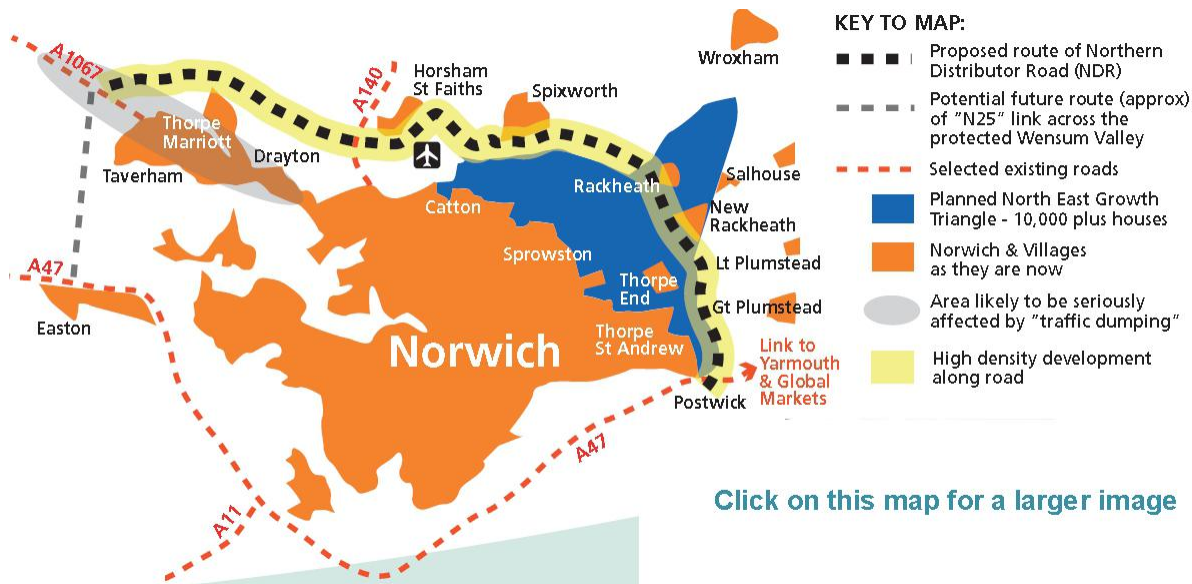 A1067
A140
Horsham
St Faiths
Spixworth
Wroxham
Thorpe
Marriott
Drayton
Taverham
Rackheath
Salhouse
Catton
New
Rackheath
Sprowston
Lt Plumstead
A47
Thorpe
End
Gt Plumstead
Easton
Thorpe
St Andrew
Norwich
Link to
Yarmouth
& Global
Markets
Postwick
A47
A11
KEY TO MAP:
Proposed route of Northern
Distributor Road (NDR)
Potential future route (approx)
of "N25" link across the
protected Wensum Valley
Selected existing roads
Planned North East Growth
Triangle - 10,000 plus houses
Norwich & Villages
as they are now
Area likely to be seriously
affected by "traffic dumping"
High density development
along road
Click on this map for a larger image